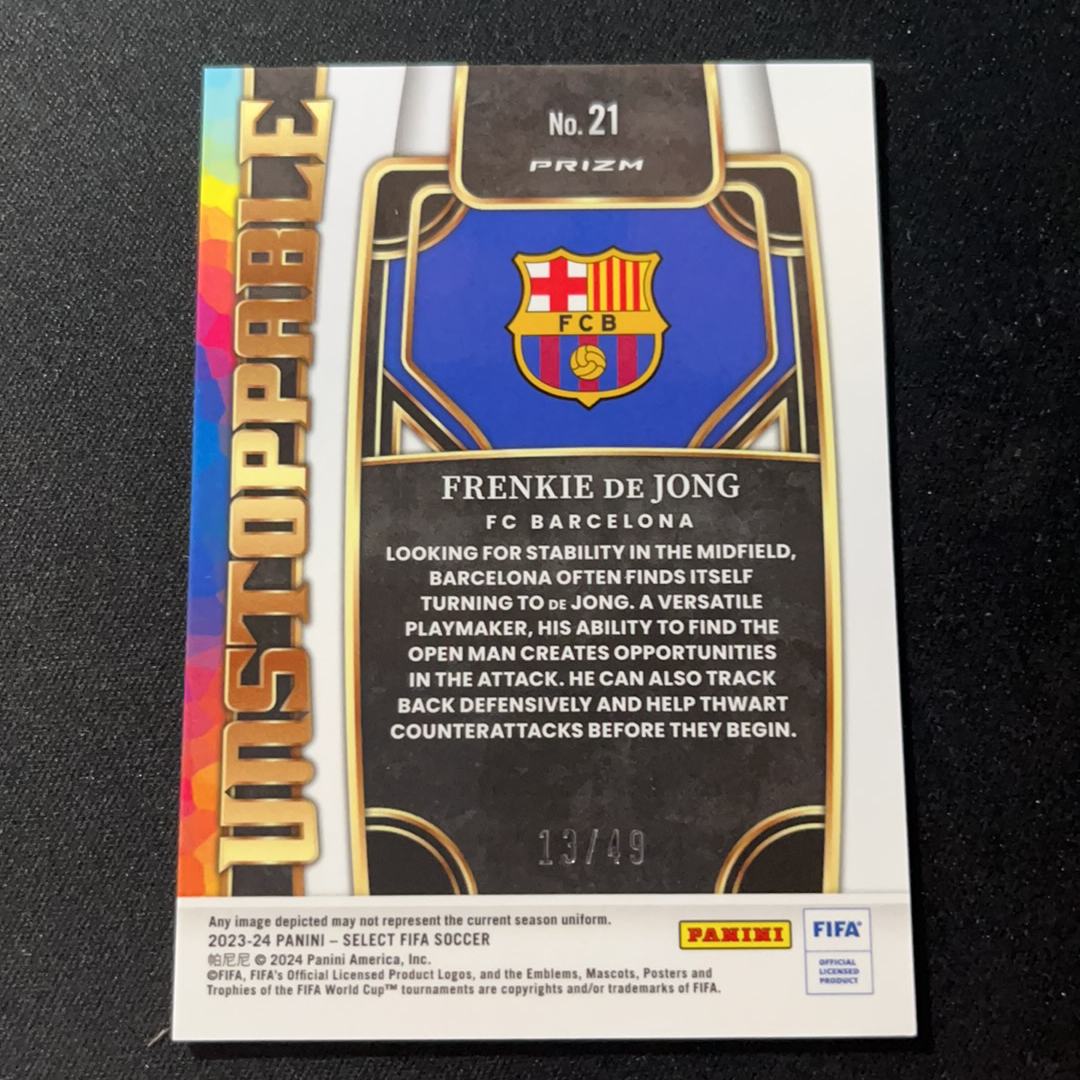 UNSTOPPABLE
No. 21
PRIZM
FCB
FRENKIE DE JONG
FC BARCELONA
LOOKING FOR STABILITY IN THE MIDFIELD,
BARCELONA OFTEN FINDS ITSELF
TURNING TO DE JONG. A VERSATILE
PLAYMAKER, HIS ABILITY TO FIND THE
OPEN MAN CREATES OPPORTUNITIES
IN THE ATTACK. HE CAN ALSO TRACK
BACK DEFENSIVELY AND HELP THWART
COUNTERATTACKS BEFORE THEY BEGIN.
13/49
Any image depicted may not represent the current season uniform.
2023-24 PANINI – SELECT FIFA SOCCER
帕尼尼 © 2024 Panini America, Inc.
©FIFA, FIFA's Official Licensed Product Logos, and the Emblems, Mascots, Posters and
Trophies of the FIFA World Cup™ tournaments are copyrights and/or trademarks of FIFA.
PANINI
FIFA®
OFFICIAL
LICENSED
PRODUCT